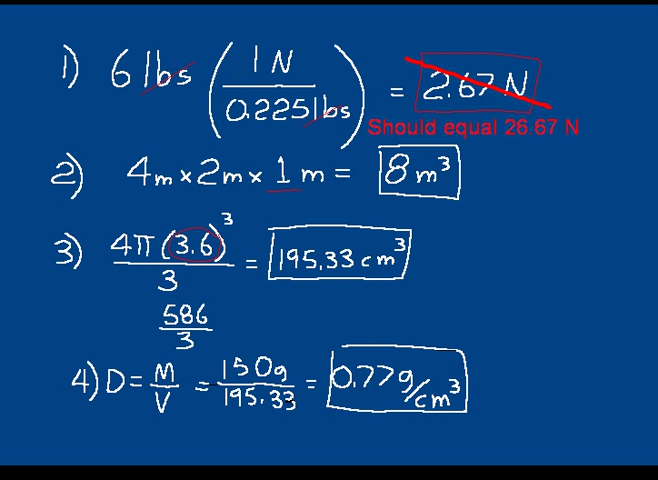 1) 6 lbs (1 N / 0.225 lbs) = 2.67 N
Should equal 26.67 N
2) 4m × 2m × 1 m = 8 m³
3) 4π(3.6)³ / 3 = 195.33 cm³
586 / 3
4) D = M / V = 150g / 195.33 = 0.77 g/cm³